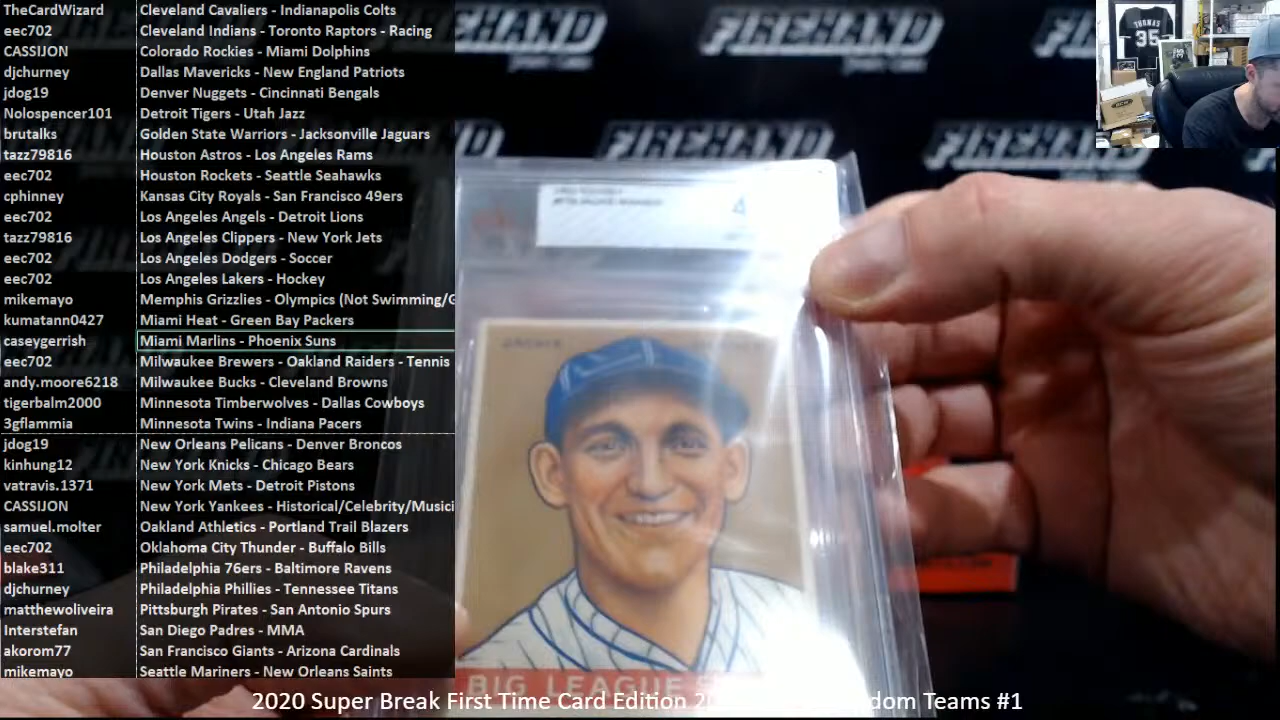 TheCardWizard Cleveland Cavaliers - Indianapolis Colts
eec702 Cleveland Indians - Toronto Raptors - Racing
CASSIJON Colorado Rockies - Miami Dolphins
djchurney Dallas Mavericks - New England Patriots
jdog19 Denver Nuggets - Cincinnati Bengals
Nolospencer101 Detroit Tigers - Utah Jazz
brutalks Golden State Warriors - Jacksonville Jaguars
tazz79816 Houston Astros - Los Angeles Rams
eec702 Houston Rockets - Seattle Seahawks
cphinney Kansas City Royals - San Francisco 49ers
eec702 Los Angeles Angels - Detroit Lions
tazz79816 Los Angeles Clippers - New York Jets
eec702 Los Angeles Dodgers - Soccer
eec702 Los Angeles Lakers - Hockey
mikemayo Memphis Grizzlies - Olympics (Not Swimming/G
kumatann0427 Miami Heat - Green Bay Packers
caseygerrish Miami Marlins - Phoenix Suns
eec702 Milwaukee Brewers - Oakland Raiders - Tennis
andy.moore6218 Milwaukee Bucks - Cleveland Browns
tigerbalm2000 Minnesota Timberwolves - Dallas Cowboys
3gflammia Minnesota Twins - Indiana Pacers
jdog19 New Orleans Pelicans - Denver Broncos
kinhung12 New York Knicks - Chicago Bears
vatravis.1371 New York Mets - Detroit Pistons
CASSIJON New York Yankees - Historical/Celebrity/Musici
samuel.molter Oakland Athletics - Portland Trail Blazers
eec702 Oklahoma City Thunder - Buffalo Bills
blake311 Philadelphia 76ers - Baltimore Ravens
djchurney Philadelphia Phillies - Tennessee Titans
matthewoliveira Pittsburgh Pirates - San Antonio Spurs
Interstefan San Diego Padres - MMA
akorom77 San Francisco Giants - Arizona Cardinals
mikemayo Seattle Mariners - New Orleans Saints
FIREHAND
FIREHAND
FIREHAND
FIREHAND
THOMAS
35
4
BIG LEAGUE
2020 Super Break First Time Card Edition dom Teams #1